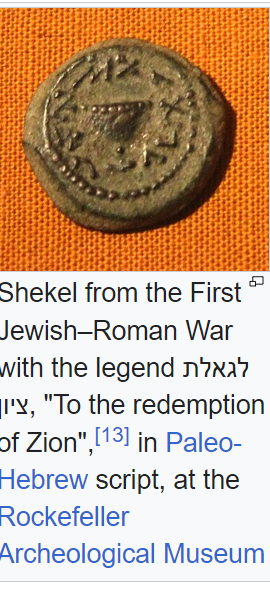 Shekel from the First
Jewish–Roman War
with the legend לגאלת
ציון, "To the redemption
of Zion",[13] in Paleo-
Hebrew script, at the
Rockefeller
Archeological Museum